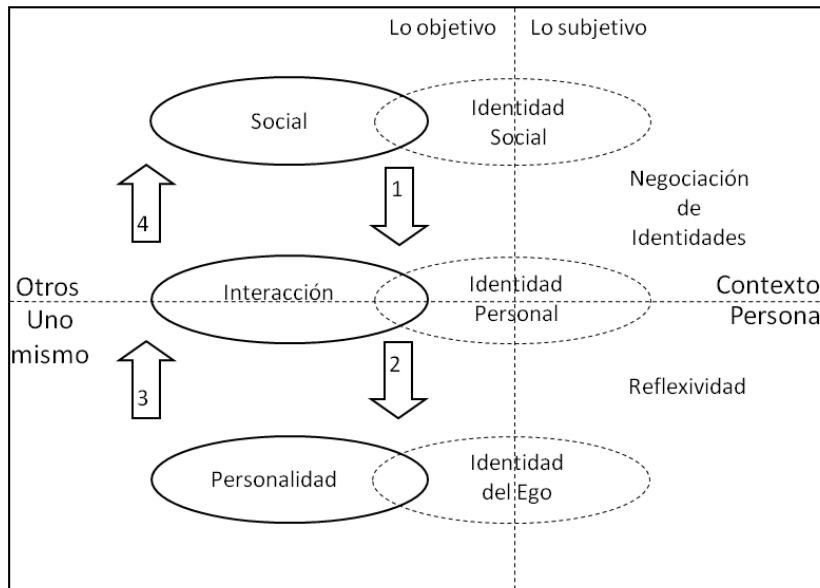 Lo objetivo
Lo subjetivo
Social
Identidad
Social
1
4
Negociación
de
Identidades
Otros
Uno
mismo
Interacción
Identidad
Personal
Contexto
Persona
2
3
Reflexividad
Personalidad
Identidad
del Ego